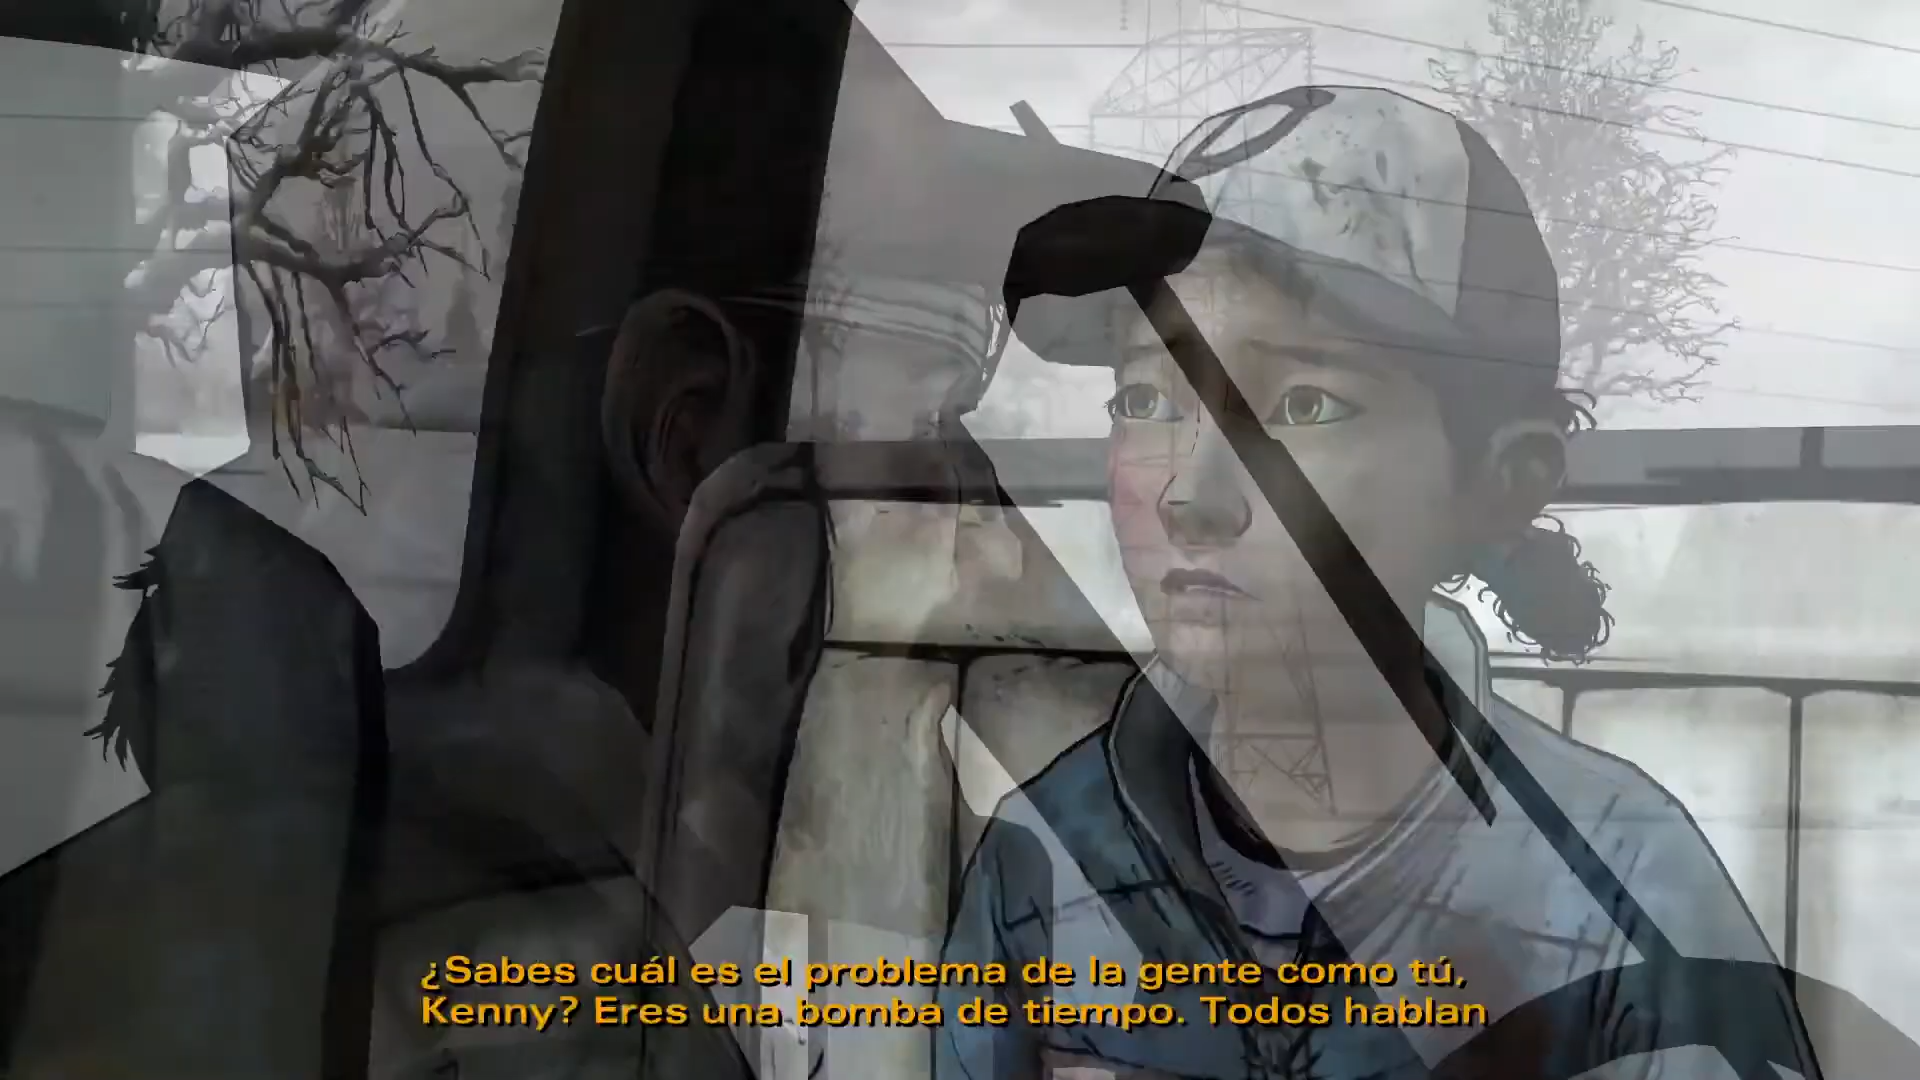 ¿Sabes cuál es el problema de la gente como tú,
Kenny? Eres una bomba de tiempo. Todos hablan